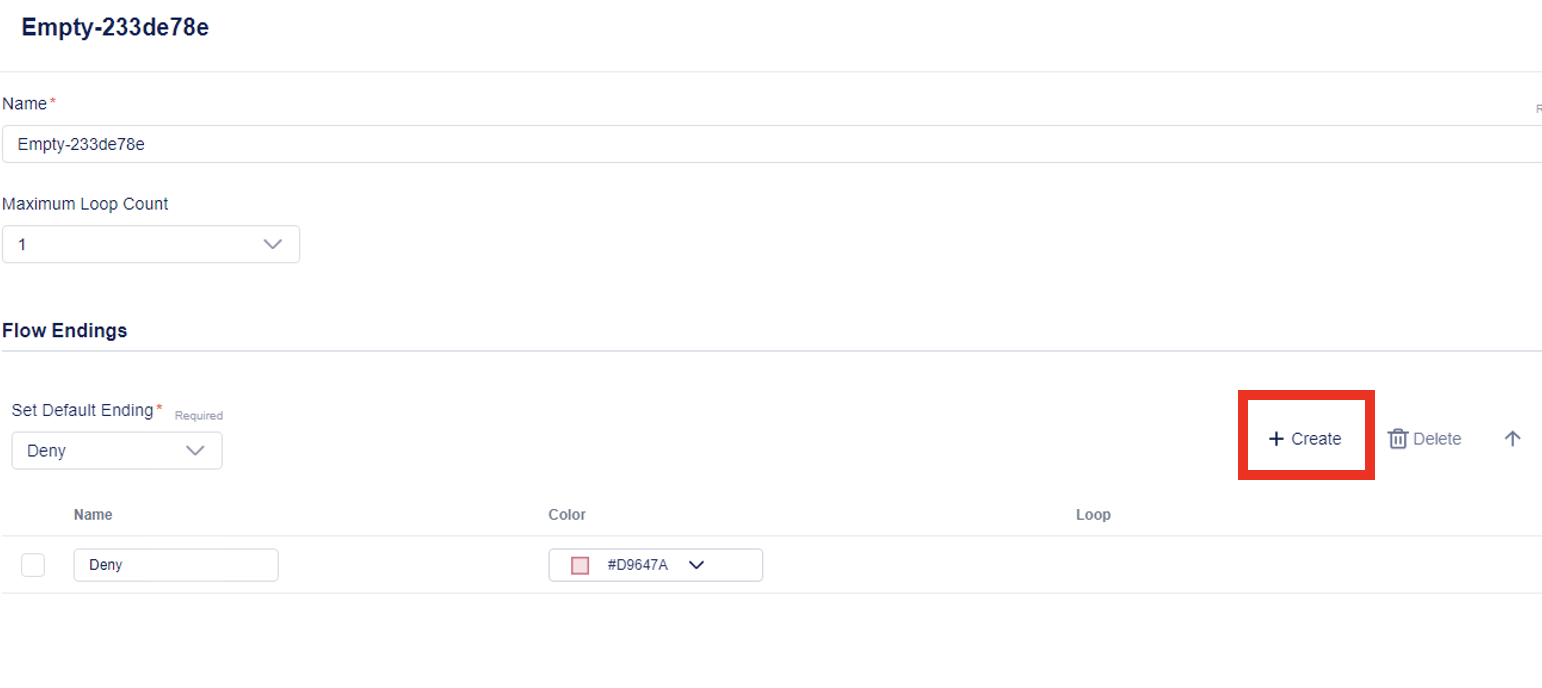 Empty-233de78e
Name*
Empty-233de78e
Maximum Loop Count
1
Flow Endings
Set Default Ending* Required
Deny
+ Create Delete
Name Color Loop
Deny #D9647A